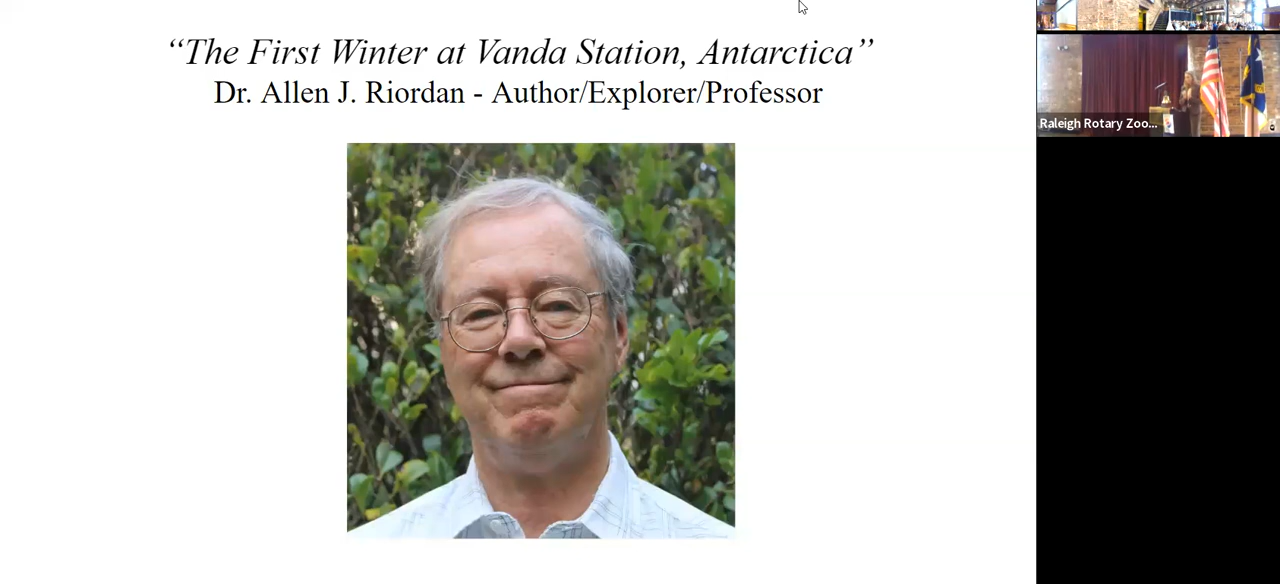 “The First Winter at Vanda Station, Antarctica”
Dr. Allen J. Riordan - Author/Explorer/Professor
Raleigh Rotary Zoo...